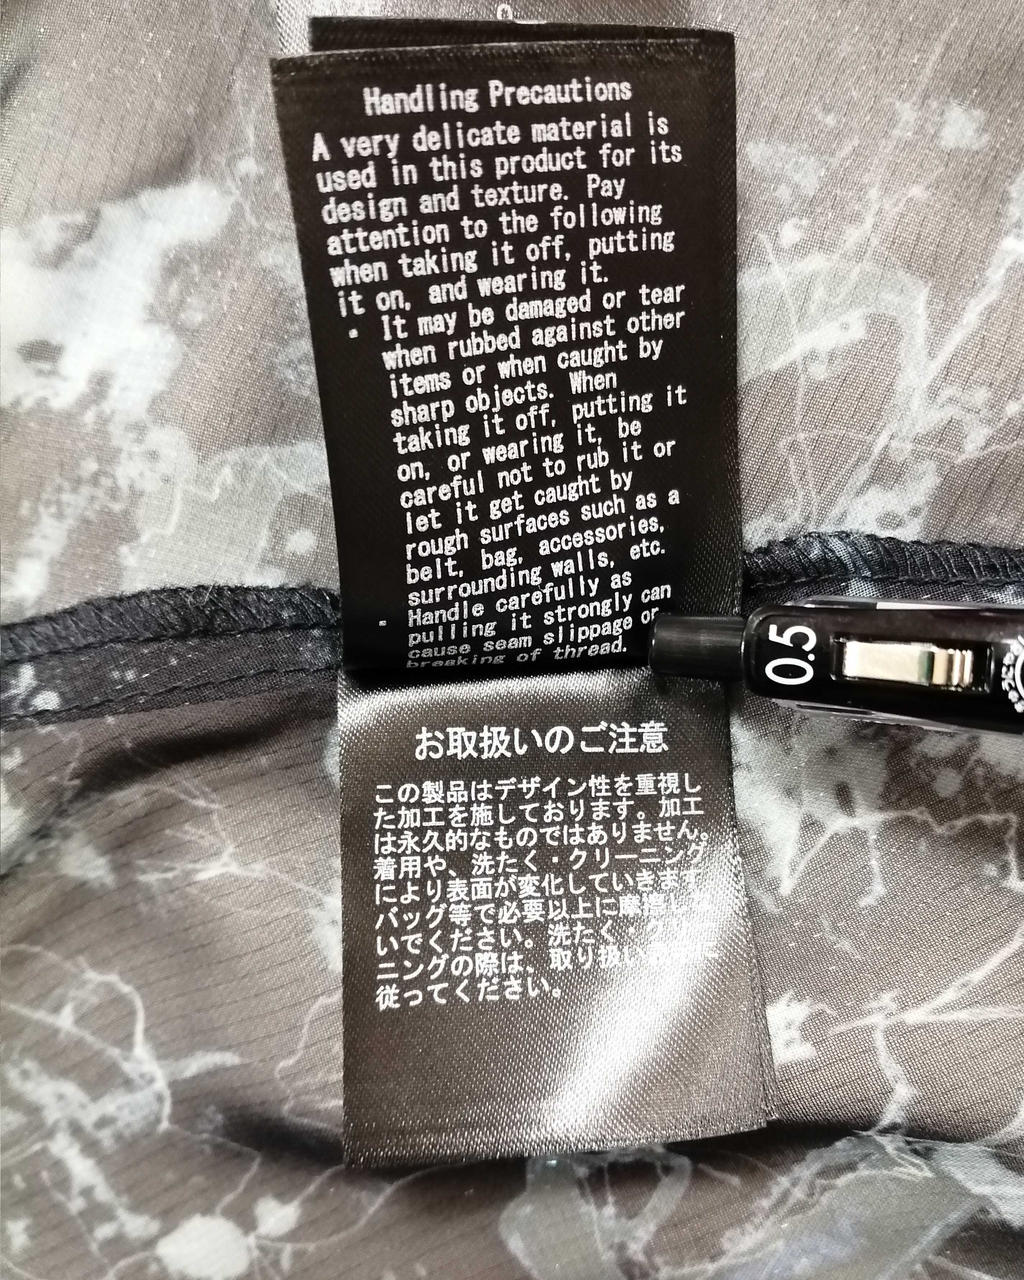 Handling Precautions
A very delicate material is
used in this product for its
design and texture. Pay
attention to the following
when taking it off, putting
it on, and wearing it.
・ It may be damaged or tear
when rubbed against other
items or when caught by
sharp objects. When
taking it off, putting it
on, or wearing it, be
careful not to rub it or
let it get caught by
rough surfaces such as a
belt, bag, accessories,
surrounding walls, etc.
・ Handle carefully as
pulling it strongly can
cause seam slippage or
breaking of thread.
0.5
お取扱いのご注意
この製品はデザイン性を重視し
た加工を施しております。加工
は永久的なものではありません。
着用や、洗たく・クリーニング
により表面が変化していきます
バッグ等で必要以上に摩擦し
いでください。洗たく・クリー
ニングの際は、取り扱い
従ってください。